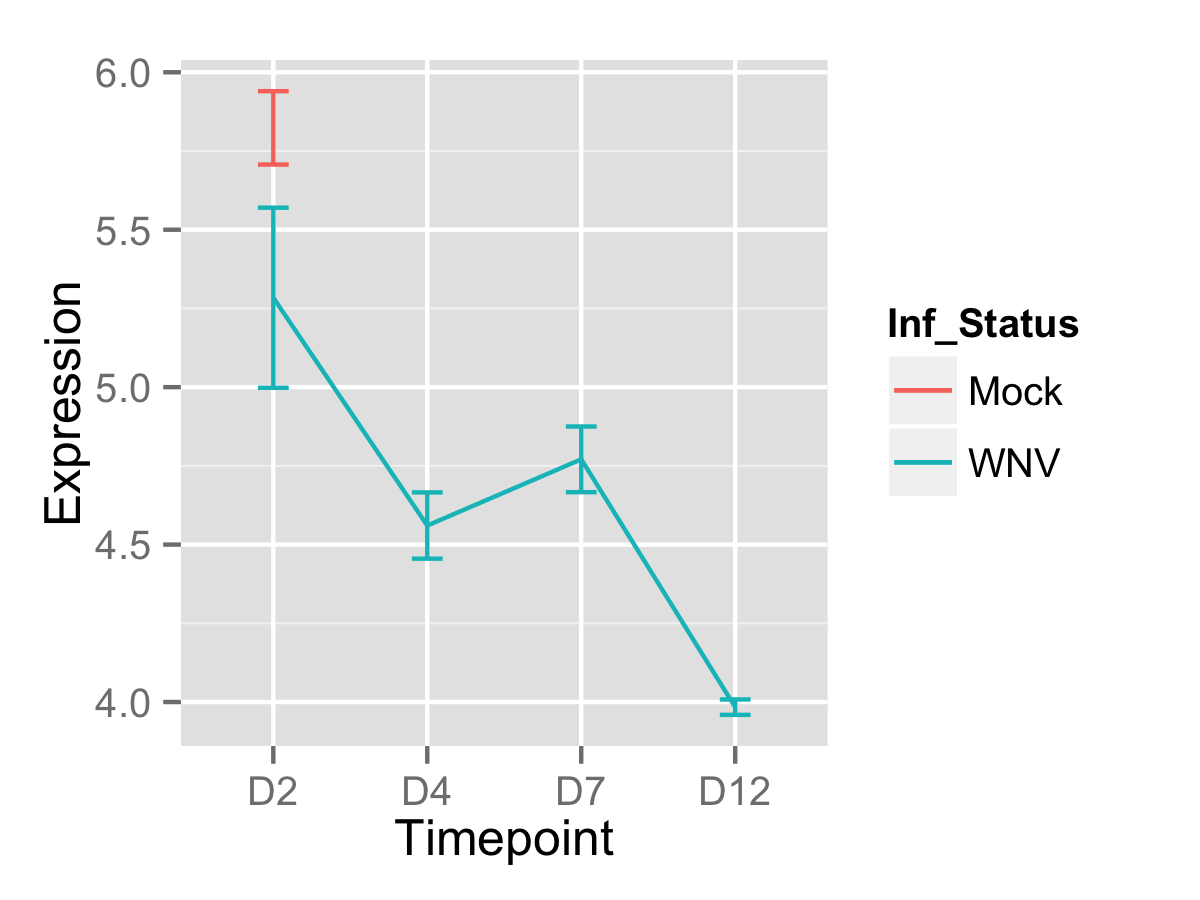 6.0
5.5
5.0
4.5
4.0
Expression
D2 D4 D7 D12
Timepoint
Inf_Status
Mock
WNV